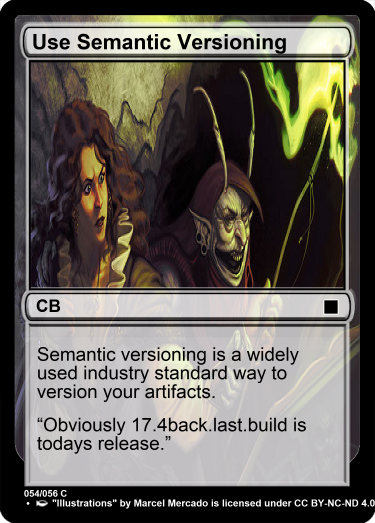 Use Semantic Versioning
CB
Semantic versioning is a widely
used industry standard way to
version your artifacts.
“Obviously 17.4back.last.build is
todays release.”
054/056 C
• "Illustrations" by Marcel Mercado is licensed under CC BY-NC-ND 4.0